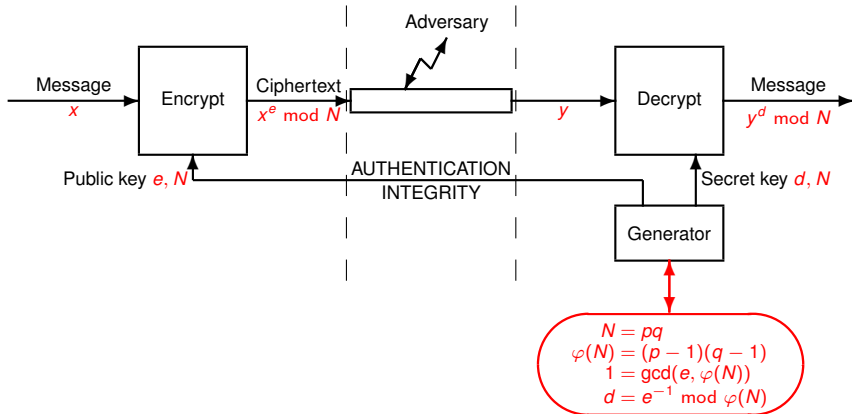 Adversary
Message
x
Encrypt
Ciphertext
x^e mod N
y
Decrypt
Message
y^d mod N
Public key e, N
AUTHENTICATION
INTEGRITY
Secret key d, N
Generator
N = pq
φ(N) = (p − 1)(q − 1)
1 = gcd(e, φ(N))
d = e^−1 mod φ(N)